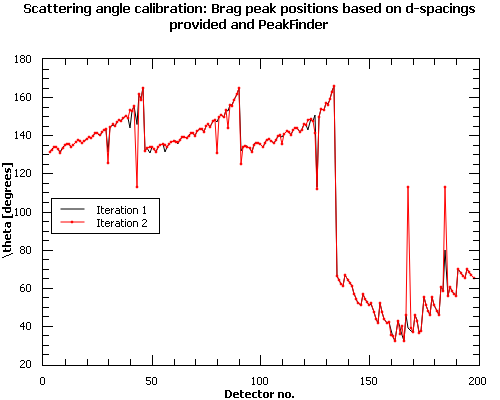 Scattering angle calibration: Brag peak positions based on d-spacings
provided and PeakFinder
180
160
140
120
100
80
60
40
20
\theta [degrees]
Iteration 1
Iteration 2
0 50 100 150 200
Detector no.